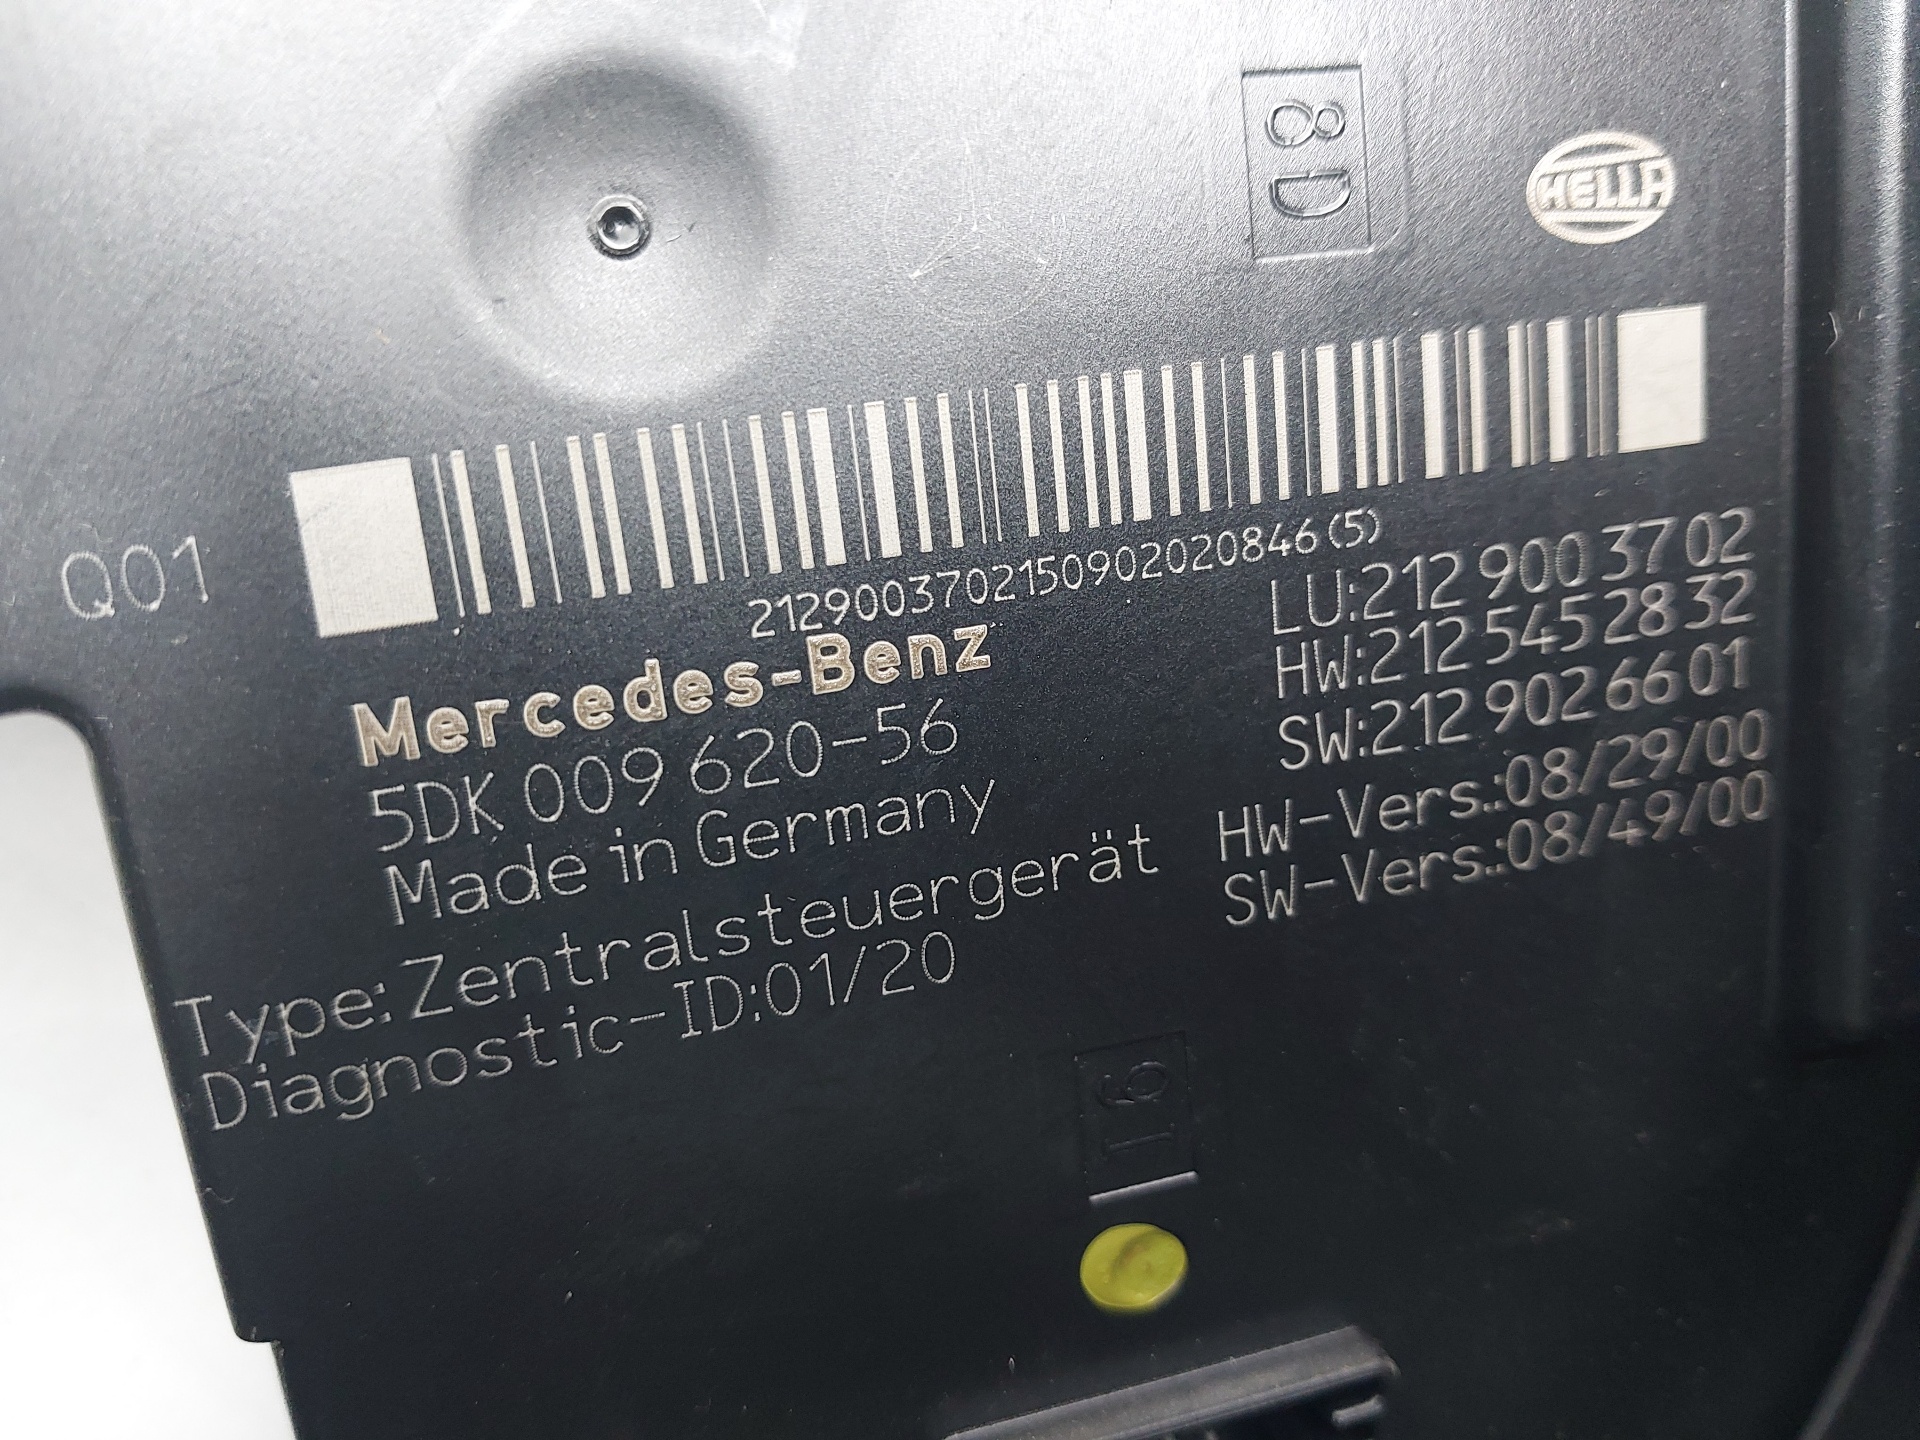 8D
HELLA
Q01
2129003702150902020846(5)
Mercedes-Benz
5DK 009 620-56
Made in Germany
Type: Zentralsteuergerät
Diagnostic-ID:01/20
LU:212 900 37 02
HW:212 545 28 32
SW:212 902 66 01
HW-Vers.:08/29/00
SW-Vers.:08/49/00
16